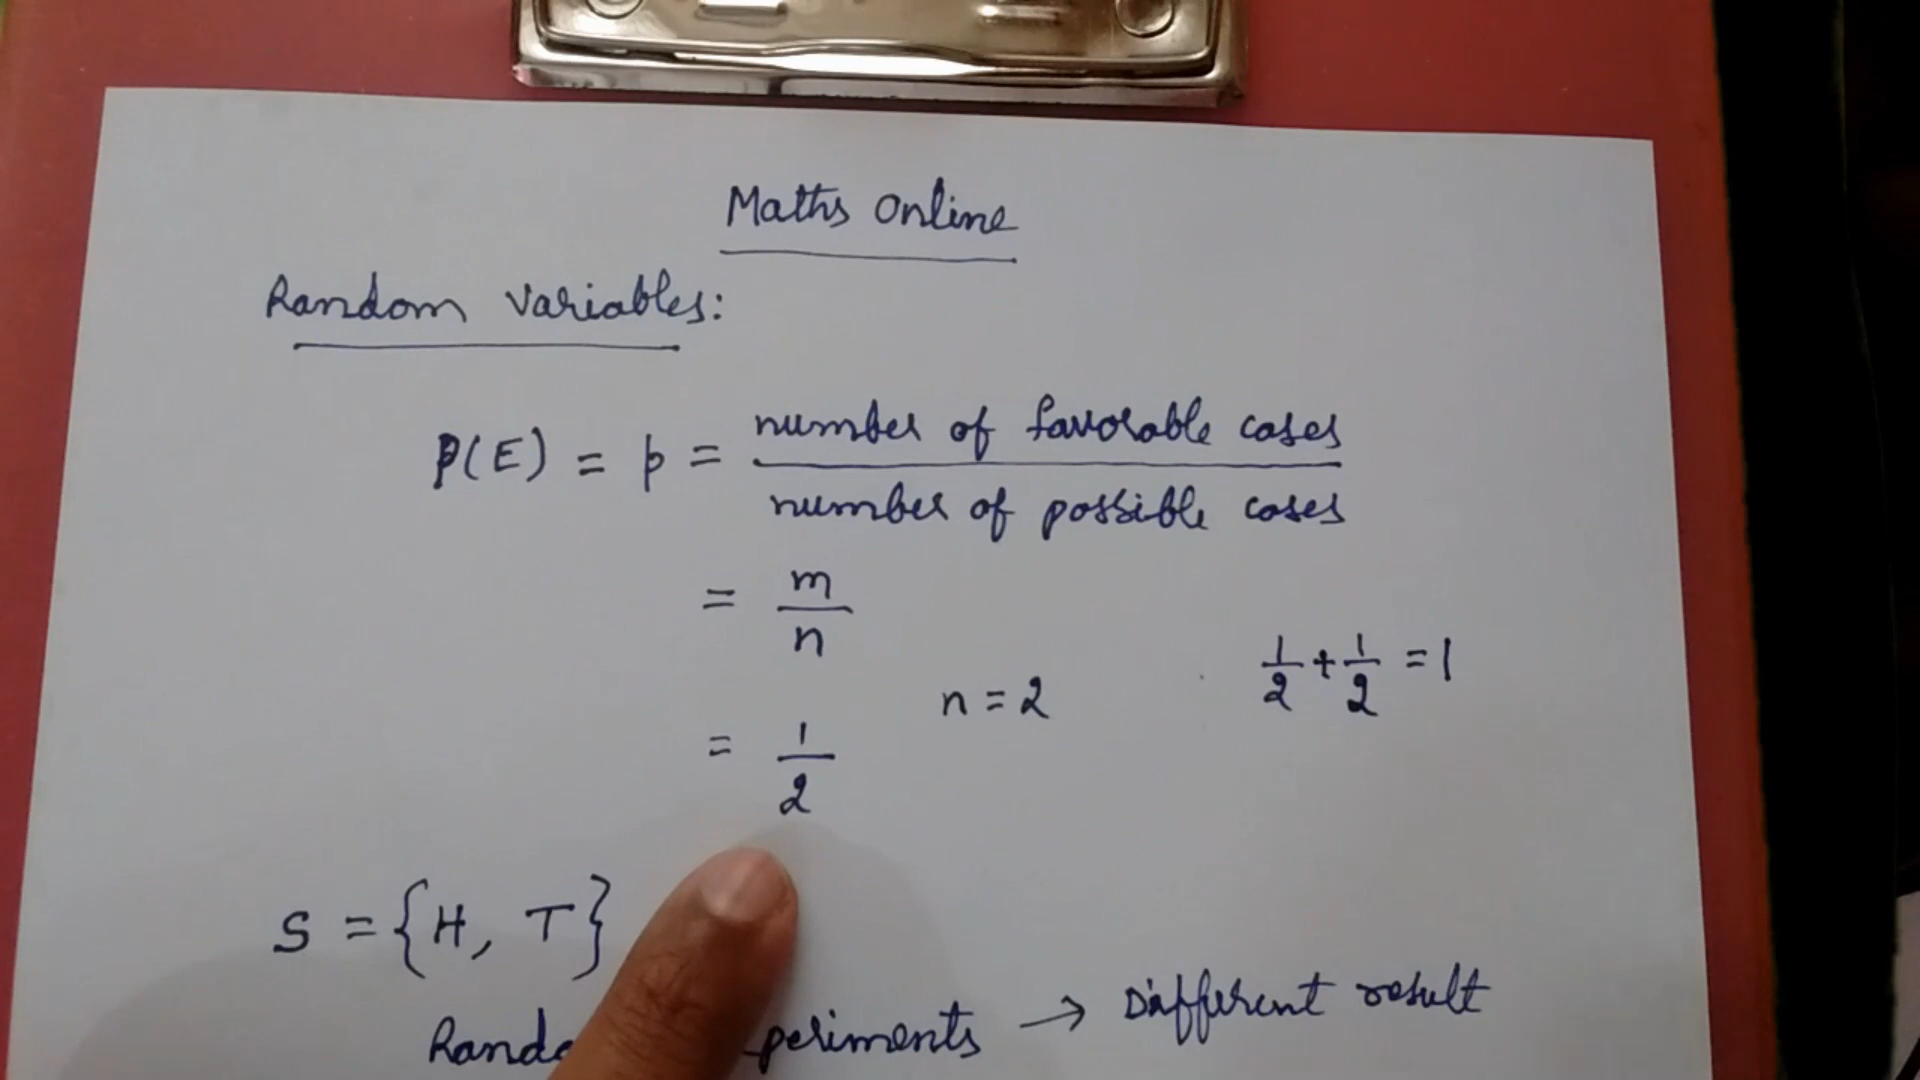 Maths Online
Random Variables:
P(E) = p = number of favorable cases / number of possible cases
= m / n
n = 2
1/2 + 1/2 = 1
= 1 / 2
S = {H, T}
→ Different result